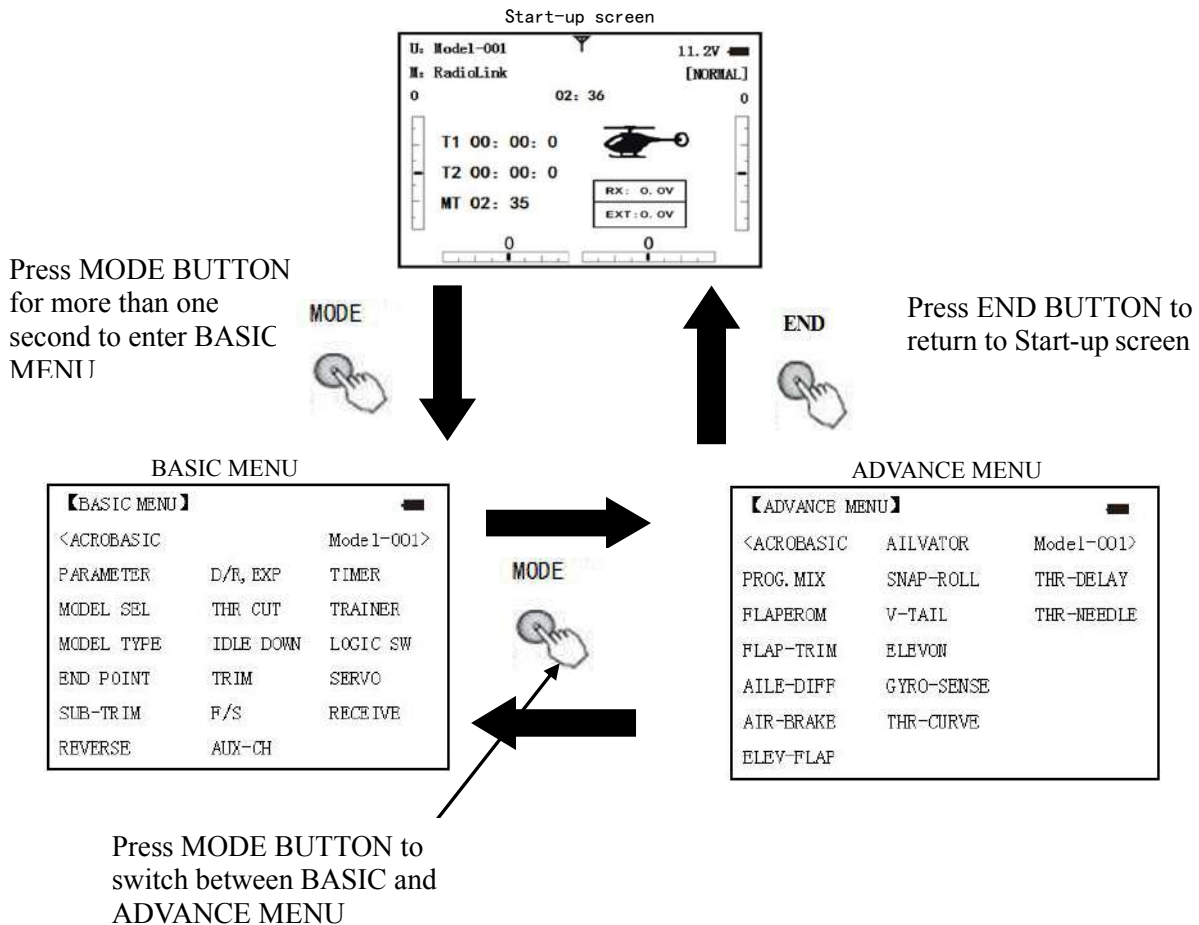 Start-up screen
U: Model-001
11.2V
M: RadioLink
[NORMAL]
0
02: 36
0
T1 00: 00: 0
T2 00: 00: 0
MT 02: 35
RX: 0.0V
EXT:0.0V
0
0
Press MODE BUTTON
for more than one
second to enter BASIC
MENU
MODE
END
Press END BUTTON to
return to Start-up screen
BASIC MENU
【BASIC MENU】
<ACROBASIC Model-001>
PARAMETER D/R,EXP TIMER
MODEL SEL THR CUT TRAINER
MODEL TYPE IDLE DOWN LOGIC SW
END POINT TRIM SERVO
SUB-TRIM F/S RECEIVE
REVERSE AUX-CH
MODE
ADVANCE MENU
【ADVANCE MENU】
<ACROBASIC AILVATOR Model-001>
PROG.MIX SNAP-ROLL THR-DELAY
FLAPEROM V-TAIL THR-NEEDLE
FLAP-TRIM ELEVON
AILE-DIFF GYRO-SENSE
AIR-BRAKE THR-CURVE
ELEV-FLAP
Press MODE BUTTON to
switch between BASIC and
ADVANCE MENU